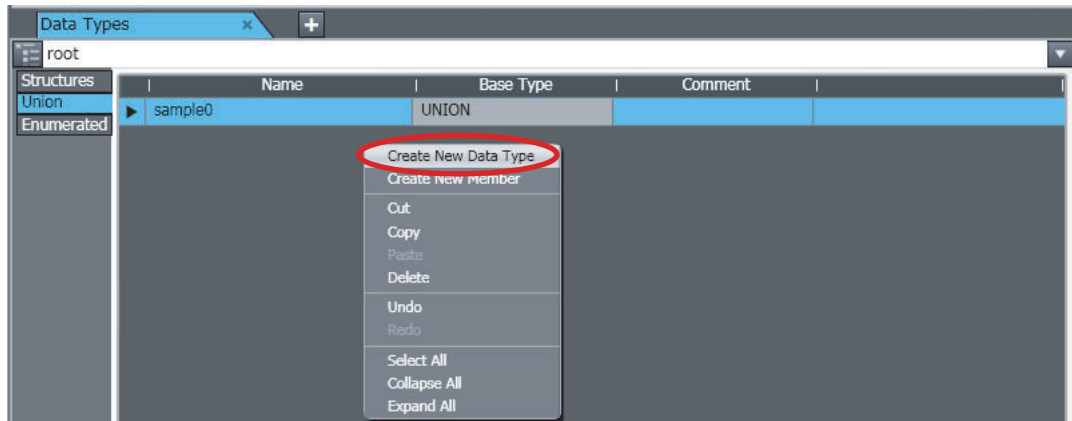 Data Types
root
Structures
Union
Enumerated
Name Base Type Comment
sample0 UNION
Create New Data Type
Create New Member
Cut
Copy
Paste
Delete
Undo
Redo
Select All
Collapse All
Expand All